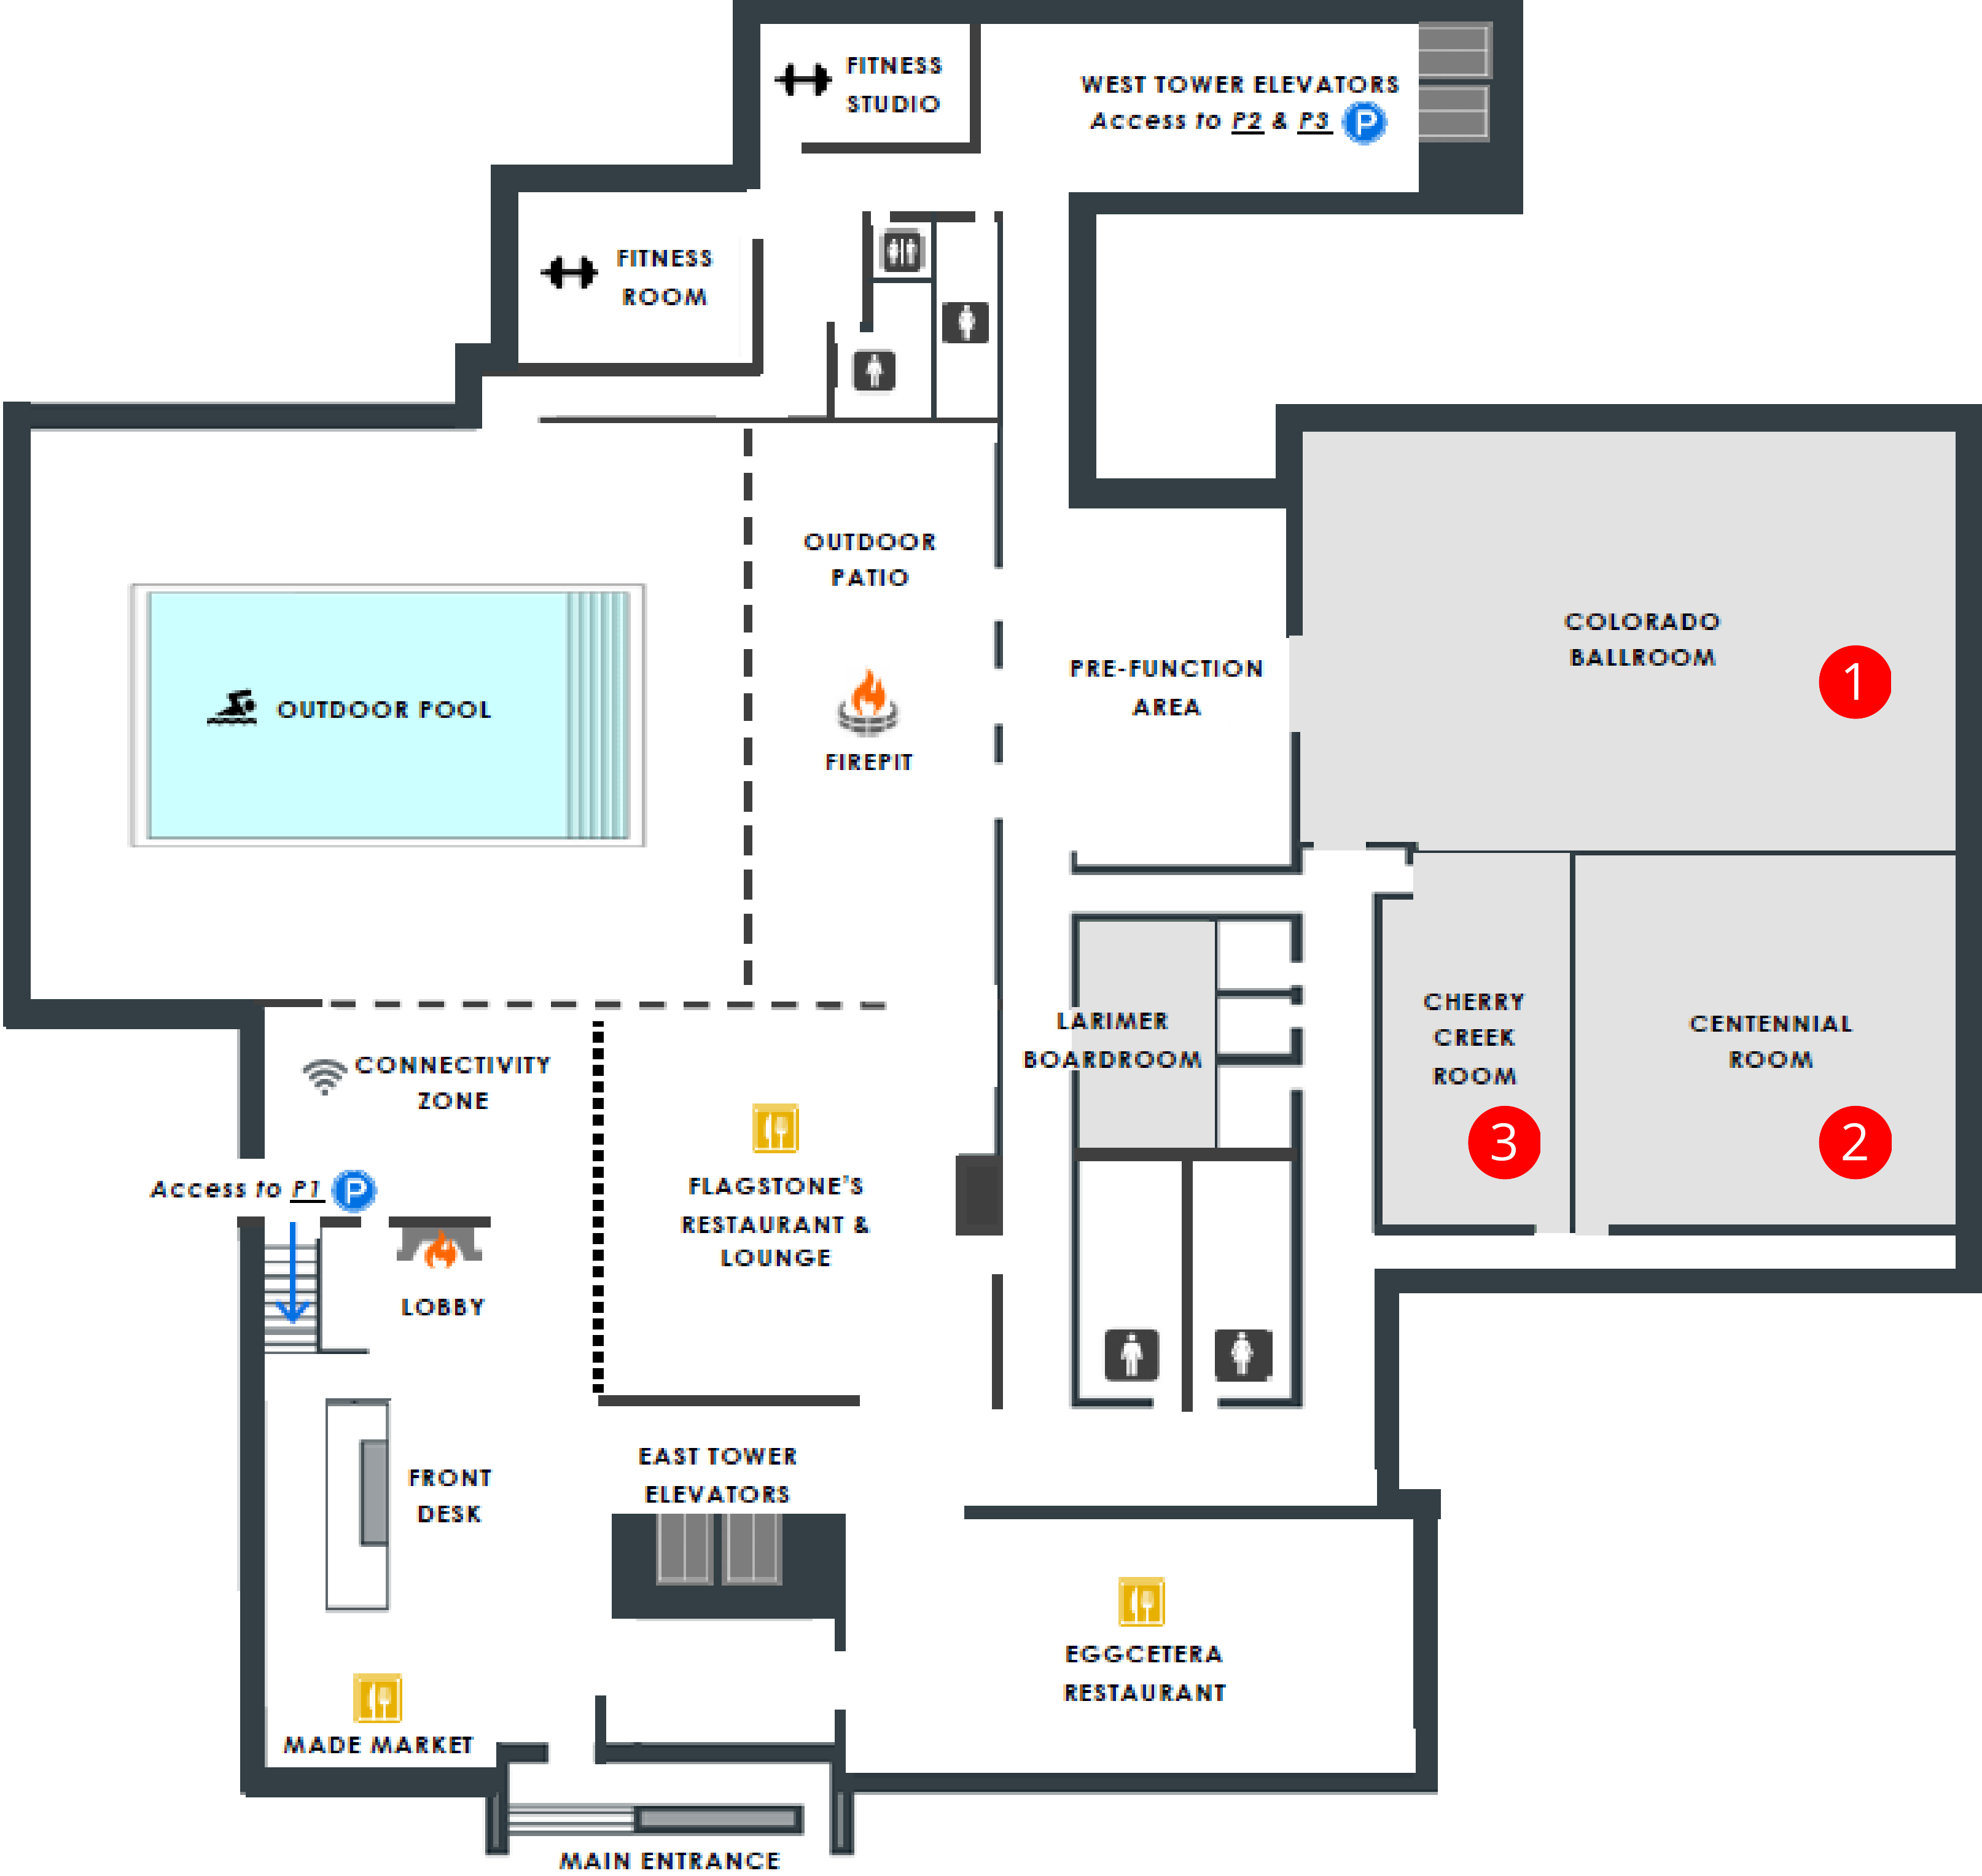 FITNESS
STUDIO
WEST TOWER ELEVATORS
Access to P2 & P3 P
FITNESS
ROOM
OUTDOOR
PATIO
COLORADO
BALLROOM
1
PRE-FUNCTION
AREA
OUTDOOR POOL
FIREPIT
CHERRY
CREEK
ROOM
3
CENTENNIAL
ROOM
2
LARIMER
BOARDROOM
CONNECTIVITY
ZONE
Access to P1 P
FLAGSTONE'S
RESTAURANT &
LOUNGE
LOBBY
FRONT
DESK
EAST TOWER
ELEVATORS
EGGCETERA
RESTAURANT
MADE MARKET
MAIN ENTRANCE